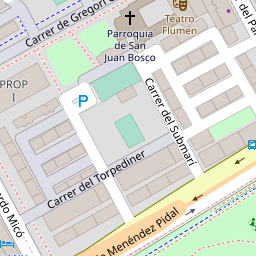 Carrer de Gregori
Teatro
Flumen
Parroquia
de San
Juan Bosco
PROP
I
P
Carrer del Submarí
Carrer del Torpediner
Micó
Menéndez Pidal